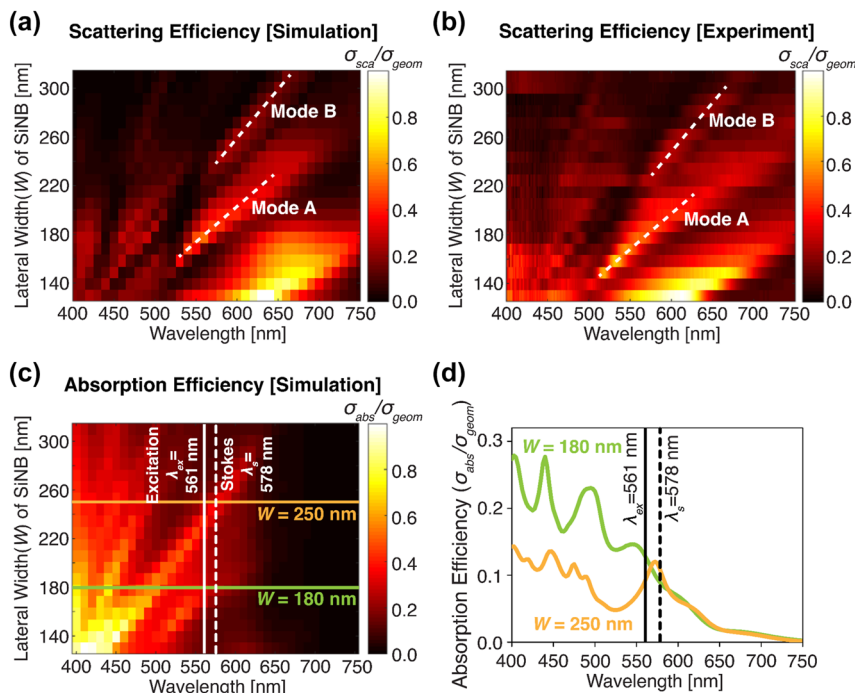 (a)
Scattering Efficiency [Simulation]
σsca/σgeom
Lateral Width(W) of SiNB [nm]
300
260
220
180
140
Mode B
Mode A
0.8
0.6
0.4
0.2
0.0
400 450 500 550 600 650 700 750
Wavelength [nm]
(b)
Scattering Efficiency [Experiment]
σsca/σgeom
Lateral Width(W) of SiNB [nm]
300
260
220
180
140
Mode B
Mode A
0.8
0.6
0.4
0.2
0.0
400 450 500 550 600 650 700 750
Wavelength [nm]
(c)
Absorption Efficiency [Simulation]
σabs/σgeom
Lateral Width(W) of SiNB [nm]
300
260
220
180
140
Excitation
λex=
561 nm
Stokes
λs=
578 nm
W = 250 nm
W = 180 nm
0.8
0.6
0.4
0.2
0.0
400 450 500 550 600 650 700 750
Wavelength [nm]
(d)
Absorption Efficiency (σabs/σgeom)
0.3
0.2
0.1
0.0
W = 180 nm
λex=561 nm
λs=578 nm
W = 250 nm
400 450 500 550 600 650 700 750
Wavelength [nm]